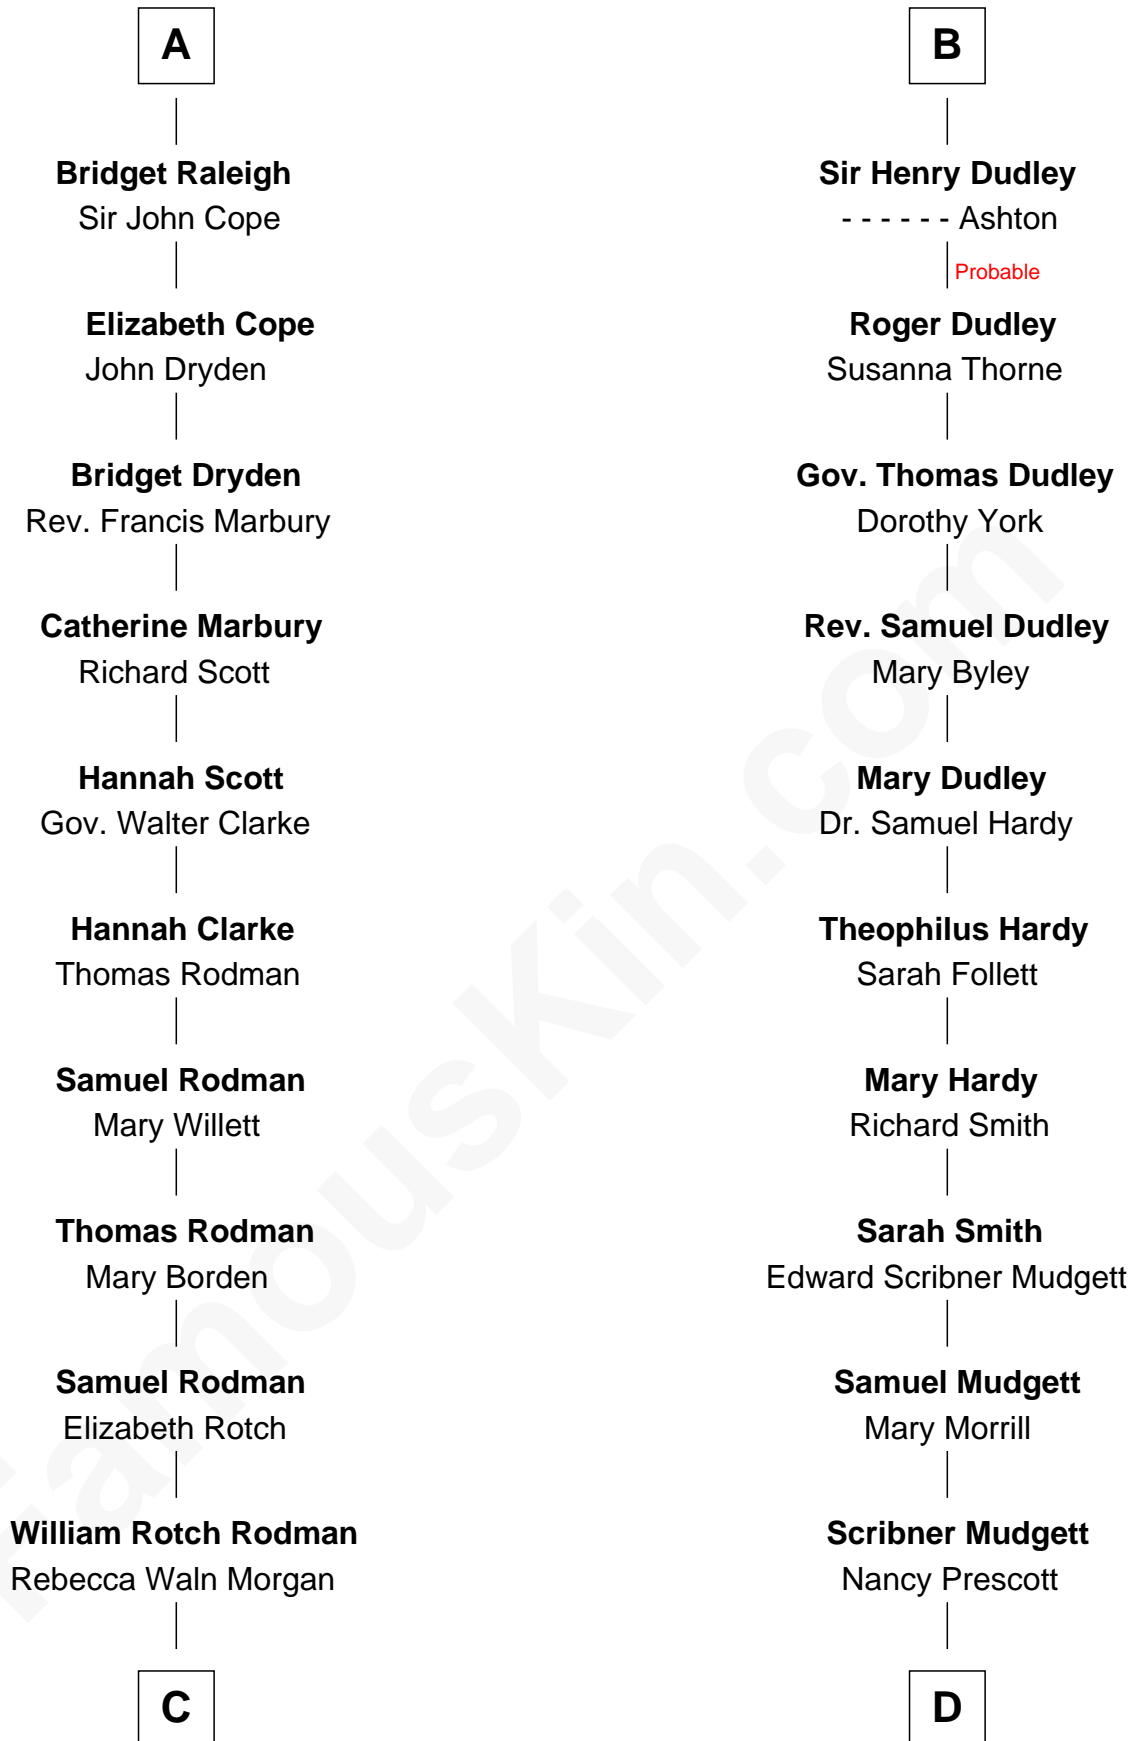 A
Bridget Raleigh
Sir John Cope
Elizabeth Cope
John Dryden
Bridget Dryden
Rev. Francis Marbury
Catherine Marbury
Richard Scott
Hannah Scott
Gov. Walter Clarke
Hannah Clarke
Thomas Rodman
Samuel Rodman
Mary Willett
Thomas Rodman
Mary Borden
Samuel Rodman
Elizabeth Rotch
William Rotch Rodman
Rebecca Waln Morgan
C
B
Sir Henry Dudley
- - - - - - Ashton
Probable
Roger Dudley
Susanna Thorne
Gov. Thomas Dudley
Dorothy York
Rev. Samuel Dudley
Mary Byley
Mary Dudley
Dr. Samuel Hardy
Theophilus Hardy
Sarah Follett
Mary Hardy
Richard Smith
Sarah Smith
Edward Scribner Mudgett
Samuel Mudgett
Mary Morrill
Scribner Mudgett
Nancy Prescott
D
FamousKin.com